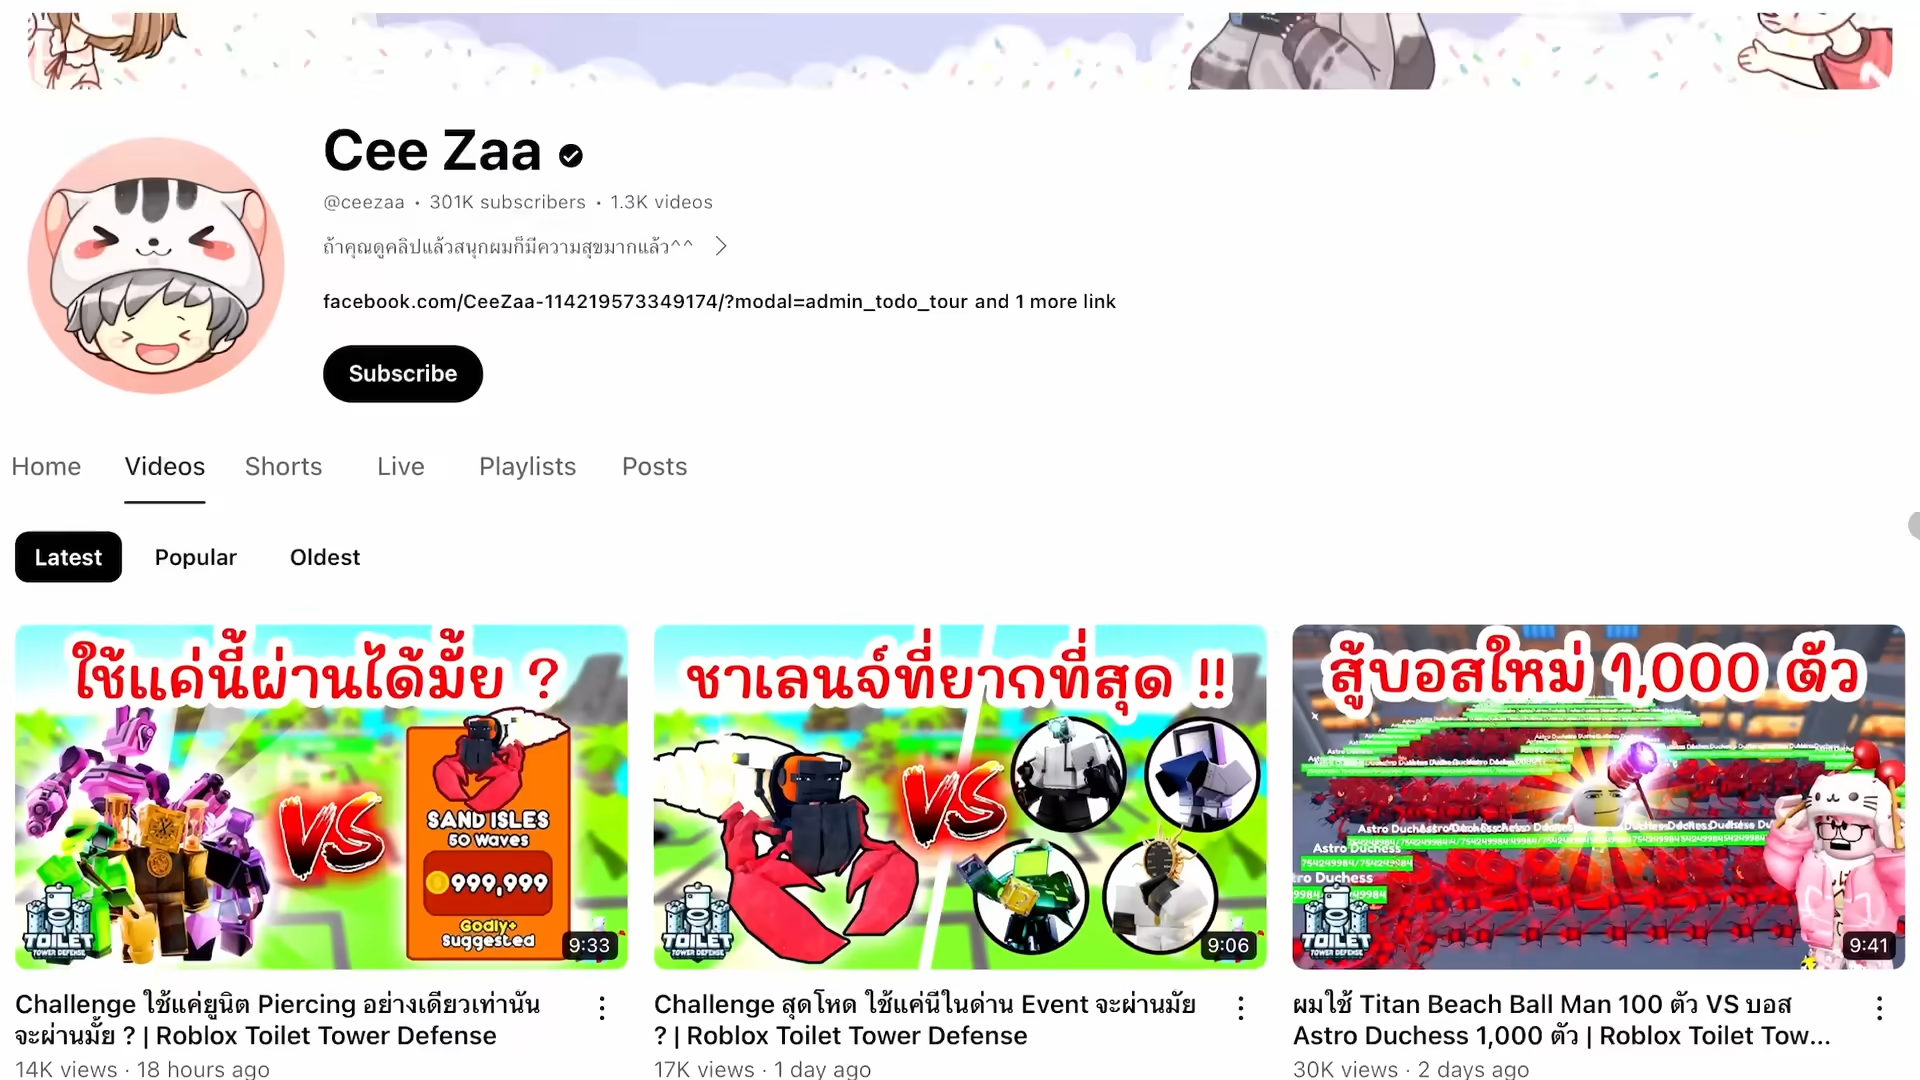 Cee Zaa
@ceezaa • 301K subscribers • 1.3K videos
ถ้าคุณดูคลิปแล้วสนุกผมก็มีความสุขมากแล้ว^^
facebook.com/CeeZaa-114219573349174/?modal=admin_todo_tour and 1 more link
Subscribe
Home Videos Shorts Live Playlists Posts
Latest Popular Oldest
ใช้แค่นี้ผ่านได้มั้ย ?
VS
SAND ISLES
50 Waves
999,999
Godly+
Suggested
TOILET
TOWER DEFENSE
9:33
Challenge ใช้แค่ยูนิต Piercing อย่างเดียวเท่านั้น
จะผ่านมั้ย ? | Roblox Toilet Tower Defense
14K views · 18 hours ago
ชาเลนจ์ที่ยากที่สุด !!
VS
TOILET
TOWER DEFENSE
9:06
Challenge สุดโหด ใช้แค่นี้ในด่าน Event จะผ่านมั้ย
? | Roblox Toilet Tower Defense
17K views · 1 day ago
สู้บอสใหม่ 1,000 ตัว
Astro Duchess
754249984/754249984
TOILET
TOWER DEFENSE
9:41
ผมใช้ Titan Beach Ball Man 100 ตัว VS บอส
Astro Duchess 1,000 ตัว | Roblox Toilet Tow...
30K views · 2 days ago